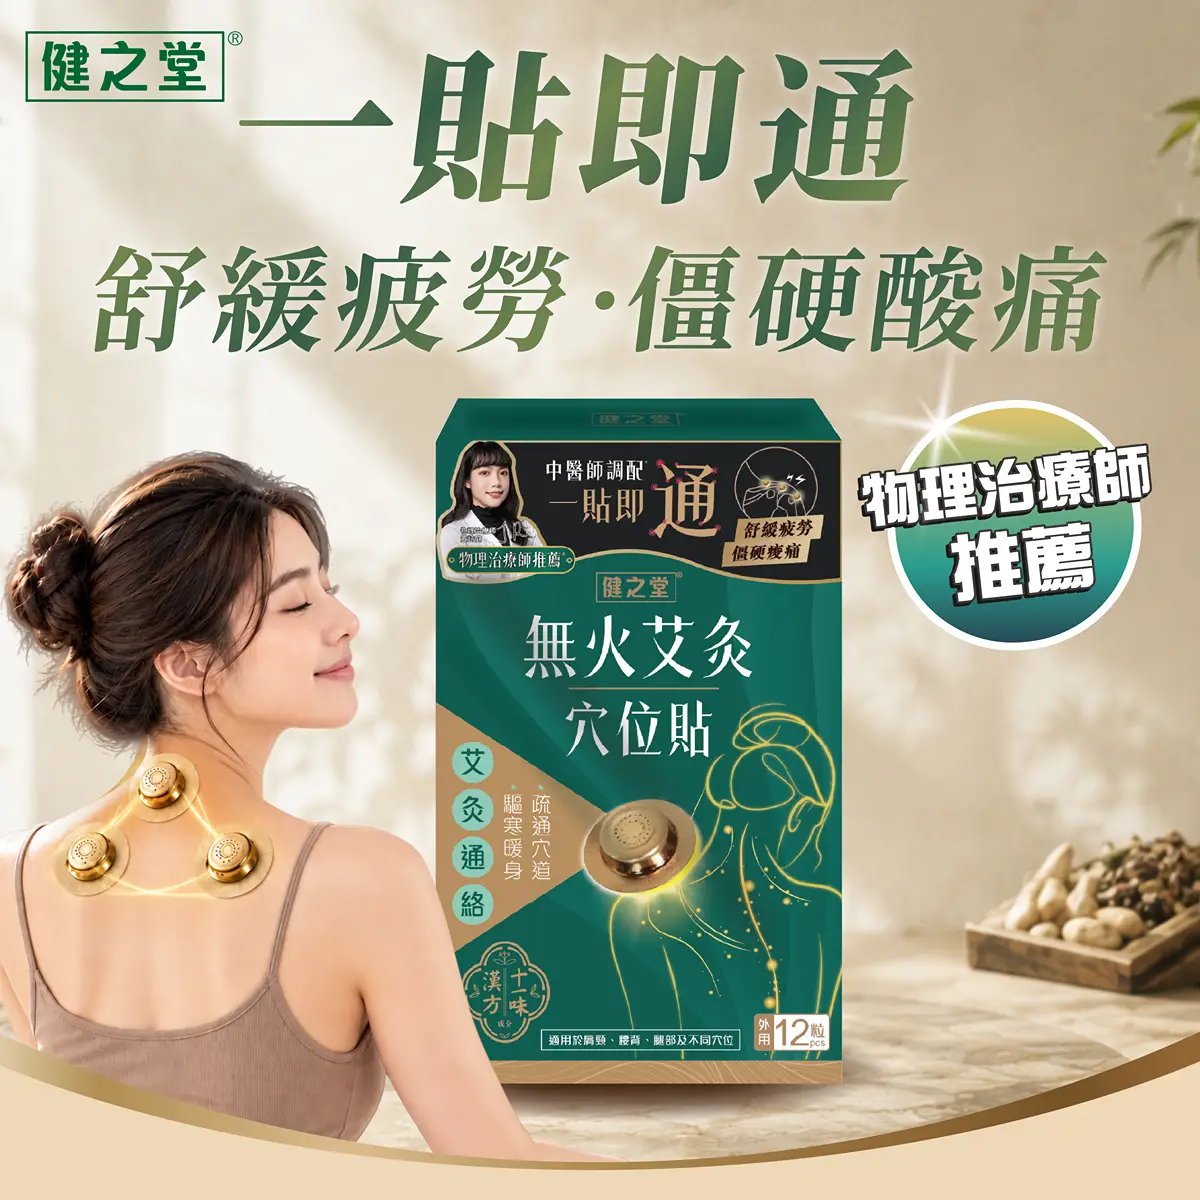 健之堂®
一貼即通
舒緩疲勞·僵硬酸痛
物理治療師
推薦
健之堂
中醫師調配
一貼即通
舒緩疲勞
僵硬痠痛
物理治療師推薦
健之堂®
無火艾灸
穴位貼
艾灸通絡
疏通穴道
驅寒暖身
十一味
漢方
成分
適用於肩頸、腰背、腿部及不同穴位
外用
12粒
pcs